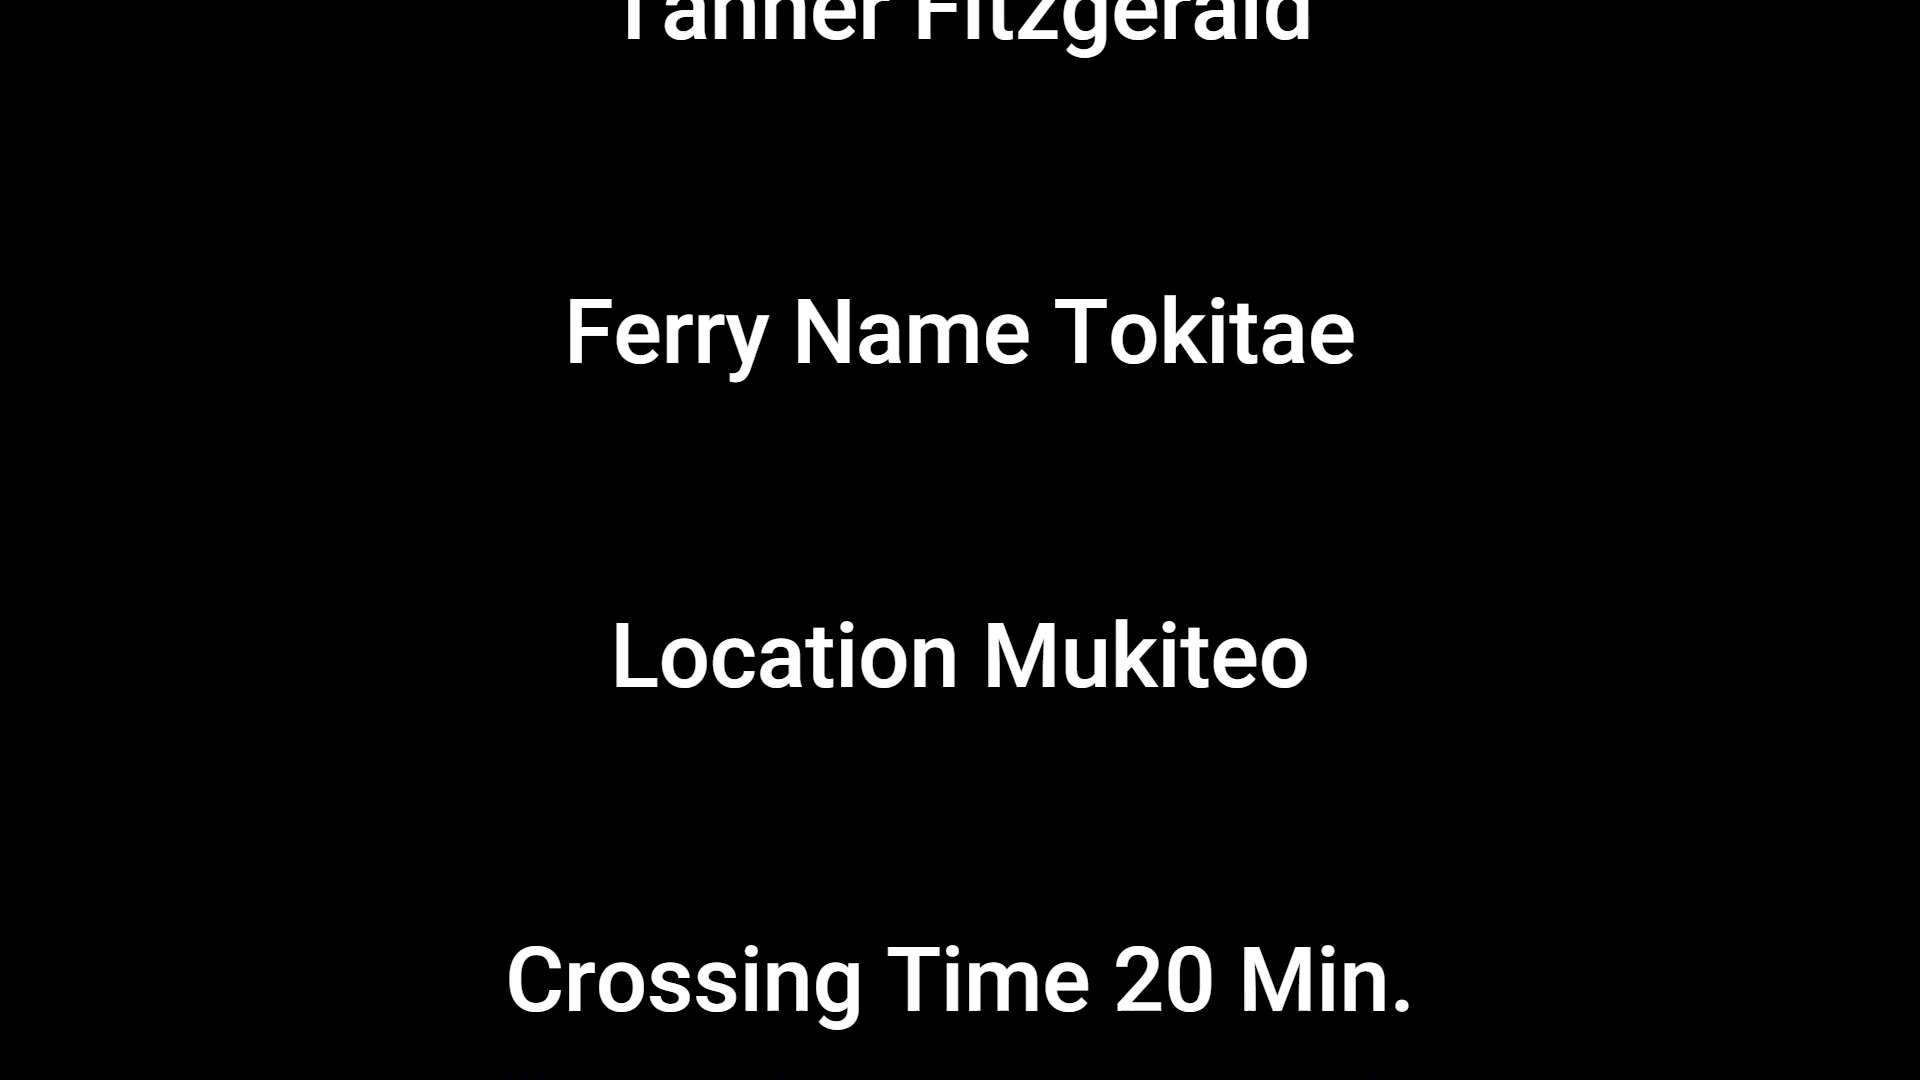 Tanner Fitzgerald
Ferry Name Tokitae
Location Mukiteo
Crossing Time 20 Min.